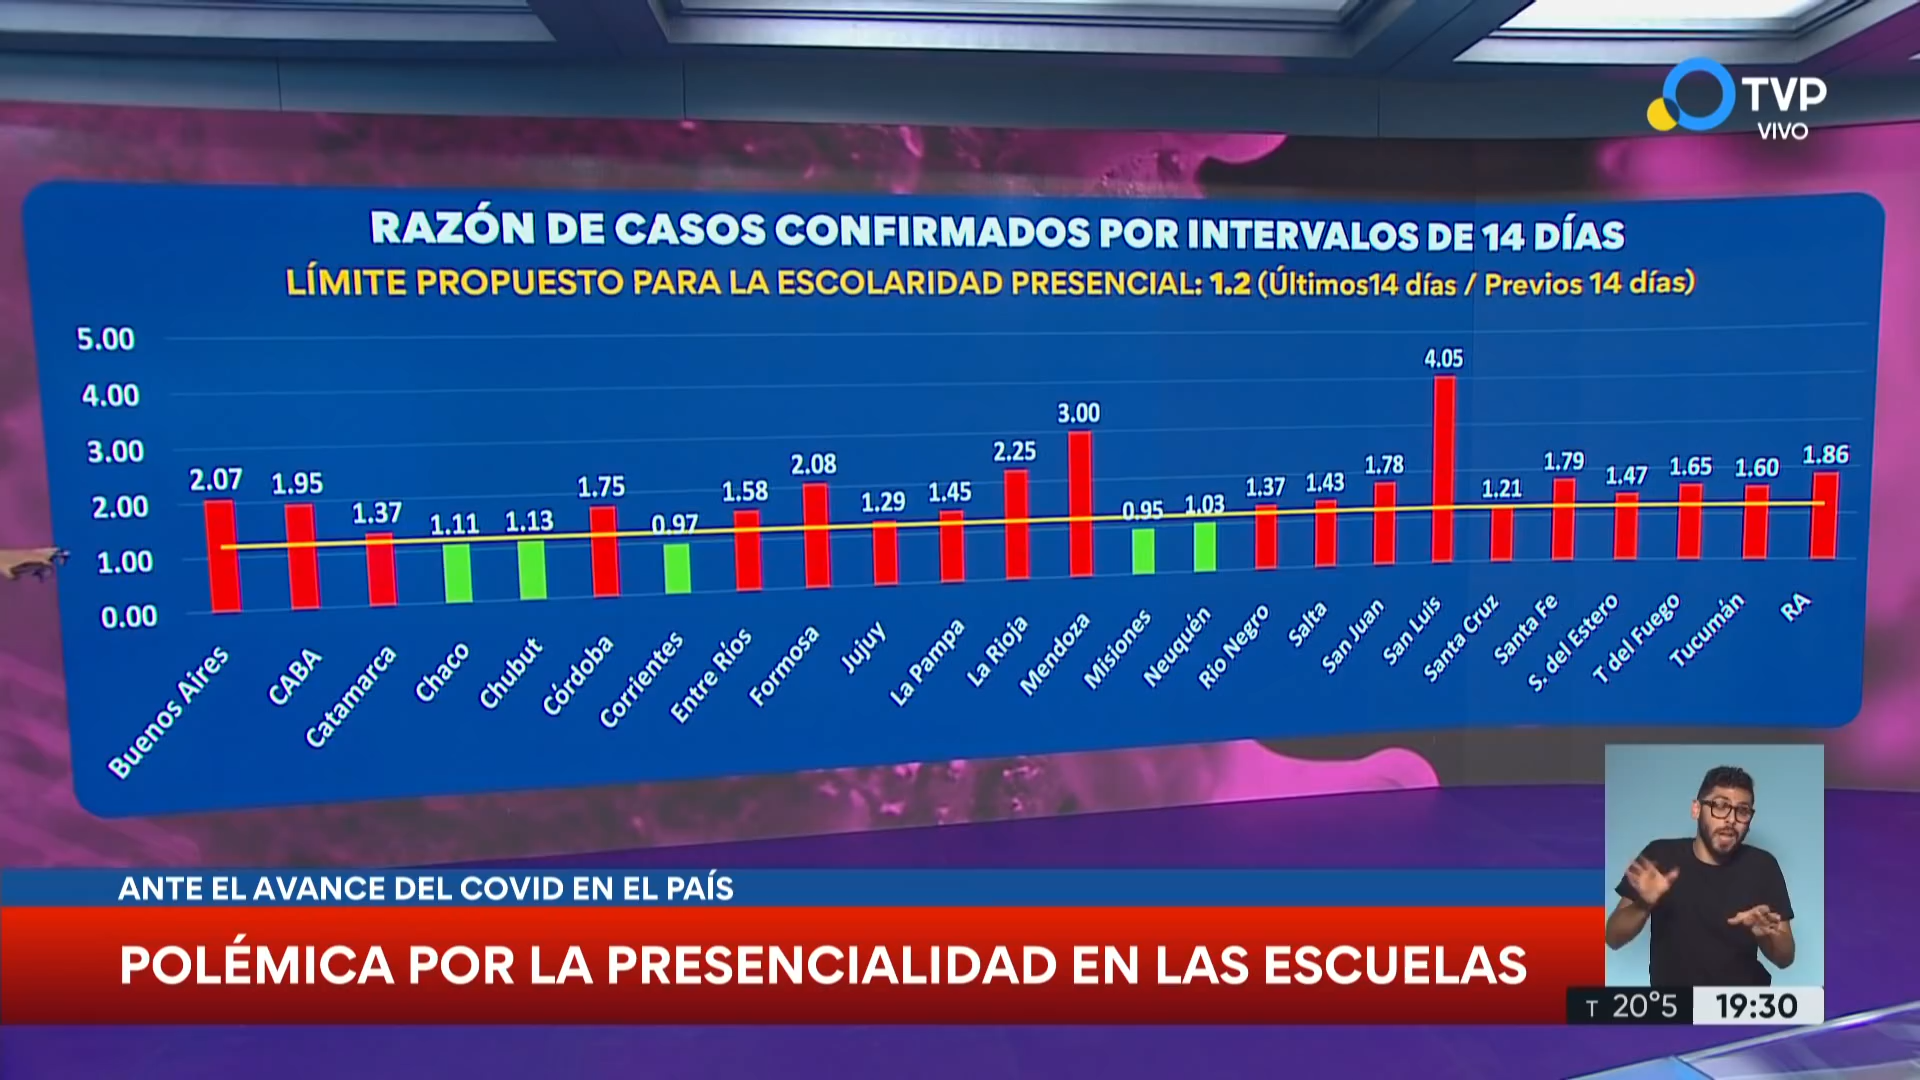 TVP
VIVO
RAZÓN DE CASOS CONFIRMADOS POR INTERVALOS DE 14 DÍAS
LÍMITE PROPUESTO PARA LA ESCOLARIDAD PRESENCIAL: 1.2 (Últimos14 días / Previos 14 días)
5.00
4.00
3.00
2.00
1.00
0.00
2.07
1.95
1.37
1.11
1.13
1.75
0.97
1.58
2.08
1.29
1.45
2.25
3.00
0.95
1.03
1.37
1.43
1.78
4.05
1.21
1.79
1.47
1.65
1.60
1.86
Buenos Aires
CABA
Catamarca
Chaco
Chubut
Córdoba
Corrientes
Entre Ríos
Formosa
Jujuy
La Pampa
La Rioja
Mendoza
Misiones
Neuquén
Rio Negro
Salta
San Juan
San Luis
Santa Cruz
Santa Fe
S. del Estero
T del Fuego
Tucumán
RA
ANTE EL AVANCE DEL COVID EN EL PAÍS
POLÉMICA POR LA PRESENCIALIDAD EN LAS ESCUELAS
T 20°5 19:30